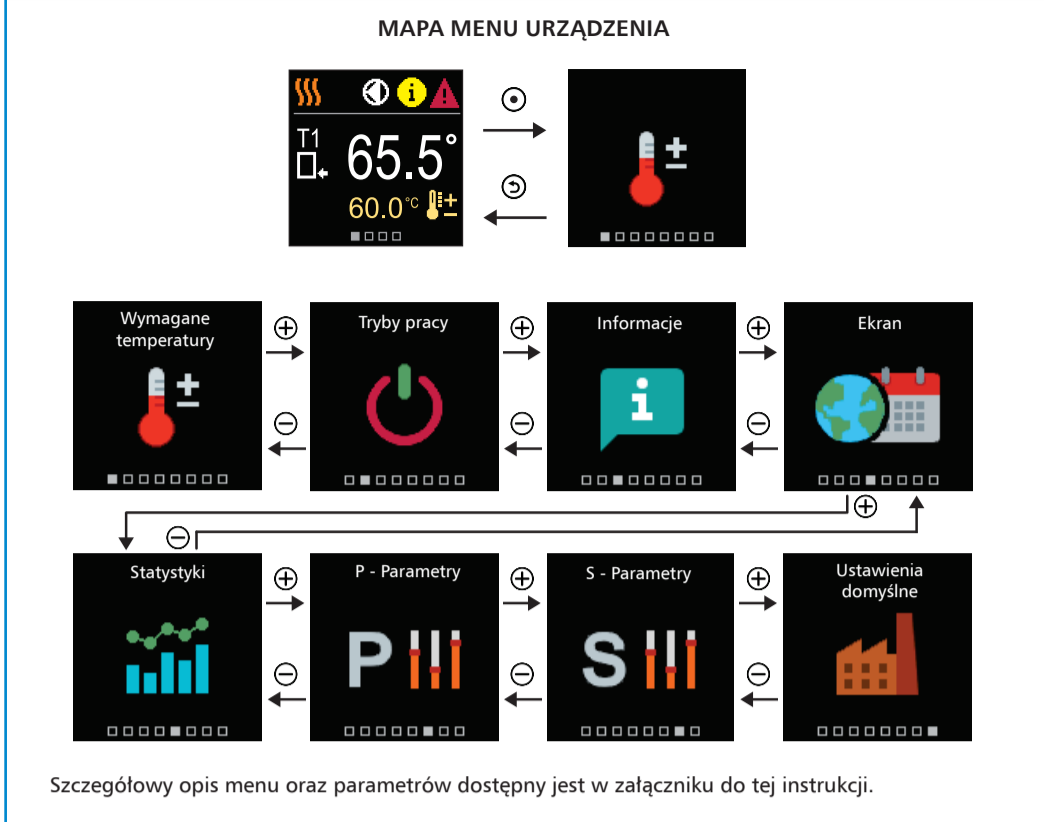 MAPA MENU URZĄDZENIA
T1
65.5°
60.0°C
Wymagane
temperatury
Tryby pracy
Informacje
Ekran
Statystyki
P - Parametry
S - Parametry
Ustawienia
domyślne
P
S
Szczegółowy opis menu oraz parametrów dostępny jest w załączniku do tej instrukcji.